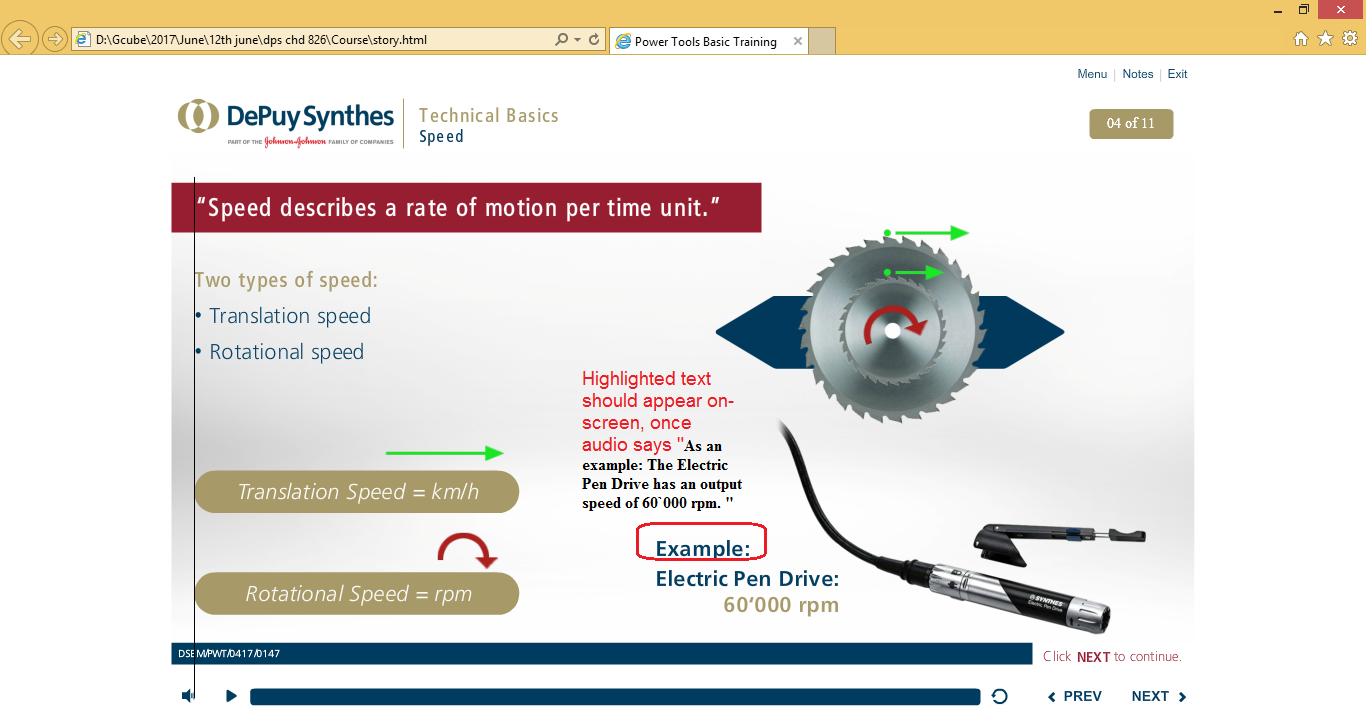 D:\Gcube\2017\June\12th june\dps chd 826\Course\story.html
Power Tools Basic Training
Menu | Notes | Exit
DePuy Synthes
PART OF THE Johnson & Johnson FAMILY OF COMPANIES
Technical Basics
Speed
04 of 11
“Speed describes a rate of motion per time unit.”
Two types of speed:
• Translation speed
• Rotational speed
Highlighted text
should appear on-
screen, once
audio says "As an
example: The Electric
Pen Drive has an output
speed of 60`000 rpm. "
Translation Speed = km/h
Rotational Speed = rpm
Example:
Electric Pen Drive:
60‘000 rpm
SYNTHES
Electric Pen Drive
DSEM/PWT/0417/0147
Click NEXT to continue.
PREV
NEXT